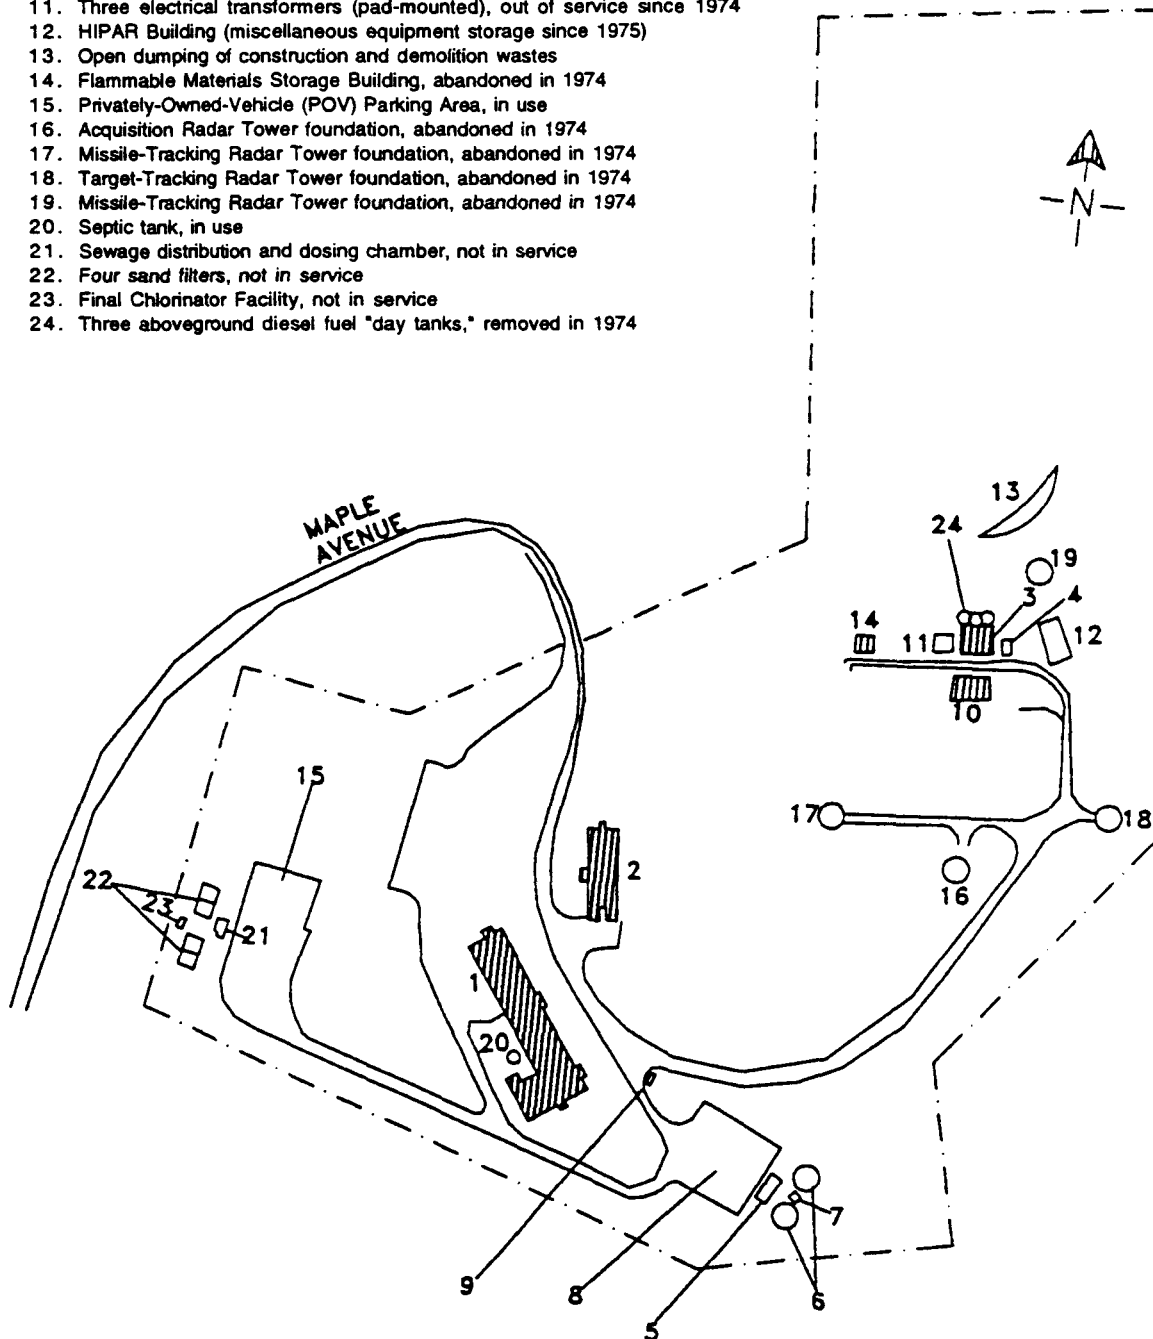 11. Three electrical transformers (pad-mounted), out of service since 1974
12. HIPAR Building (miscellaneous equipment storage since 1975)
13. Open dumping of construction and demolition wastes
14. Flammable Materials Storage Building, abandoned in 1974
15. Privately-Owned-Vehicle (POV) Parking Area, in use
16. Acquisition Radar Tower foundation, abandoned in 1974
17. Missile-Tracking Radar Tower foundation, abandoned in 1974
18. Target-Tracking Radar Tower foundation, abandoned in 1974
19. Missile-Tracking Radar Tower foundation, abandoned in 1974
20. Septic tank, in use
21. Sewage distribution and dosing chamber, not in service
22. Four sand filters, not in service
23. Final Chlorinator Facility, not in service
24. Three aboveground diesel fuel "day tanks," removed in 1974
N
MAPLE
AVENUE
13
24
19
3
4
14
11
12
10
15
17
18
2
16
22
23
21
1
20
7
9
8
6
5